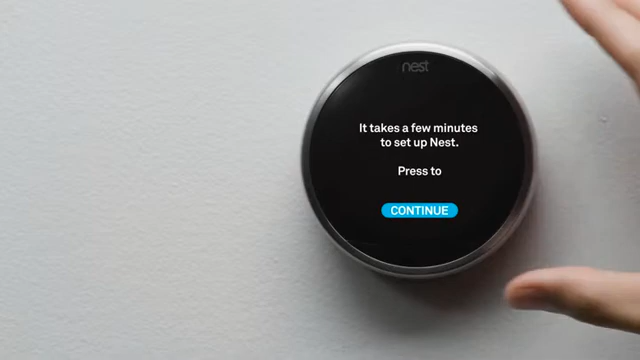 nest
It takes a few minutes
to set up Nest.
Press to
CONTINUE